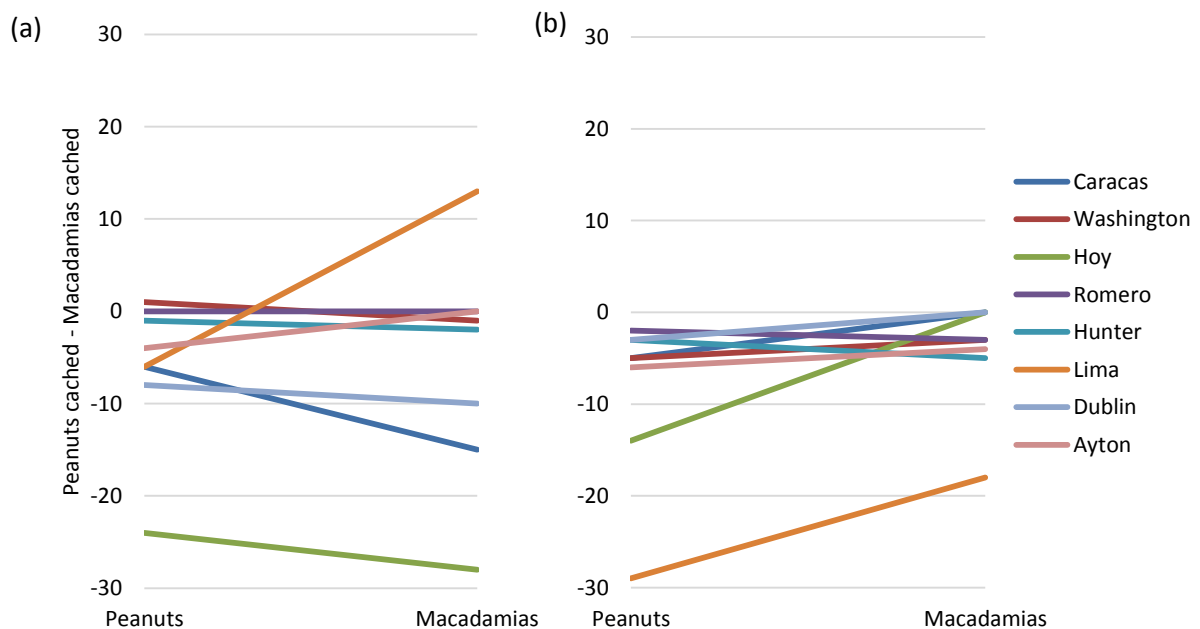 (a)
Peanuts cached - Macadamias cached
30
20
10
0
-10
-20
-30
Peanuts
Macadamias
(b)
30
20
10
0
-10
-20
-30
Peanuts
Macadamias
Caracas
Washington
Hoy
Romero
Hunter
Lima
Dublin
Ayton